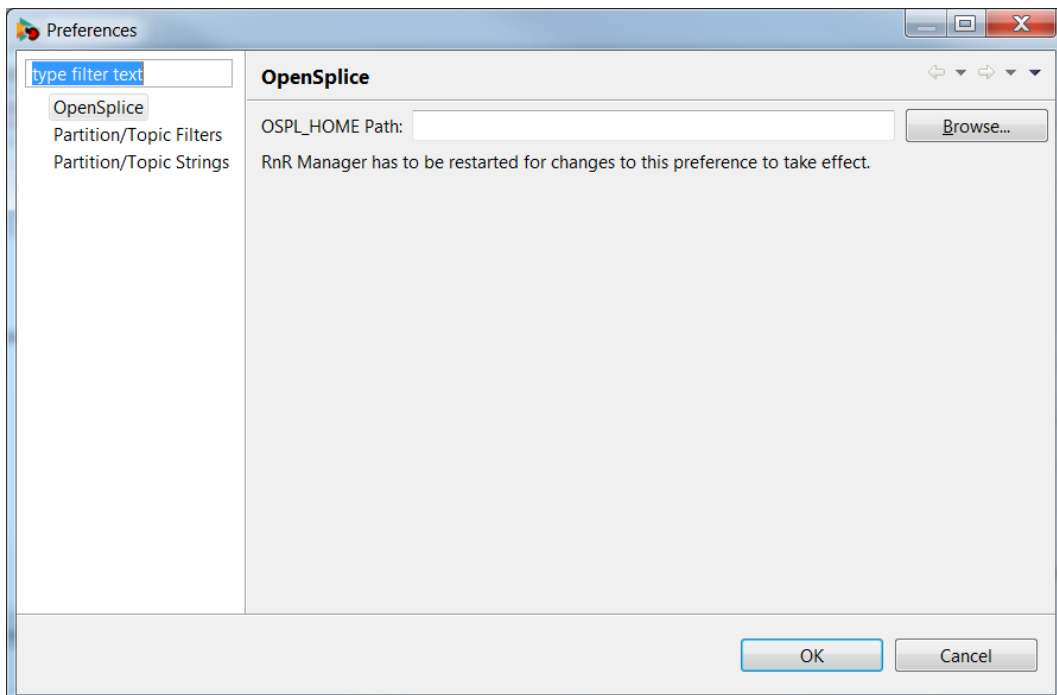 Preferences
type filter text
OpenSplice
Partition/Topic Filters
Partition/Topic Strings
OpenSplice
OSPL_HOME Path:
Browse...
RnR Manager has to be restarted for changes to this preference to take effect.
OK
Cancel